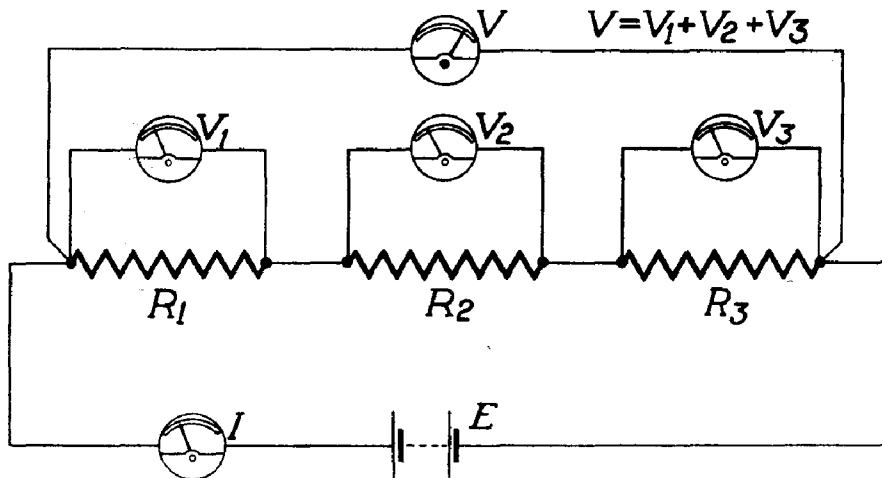 V V=V₁+V₂+V₃
V₁ V₂ V₃
R₁ R₂ R₃
I E